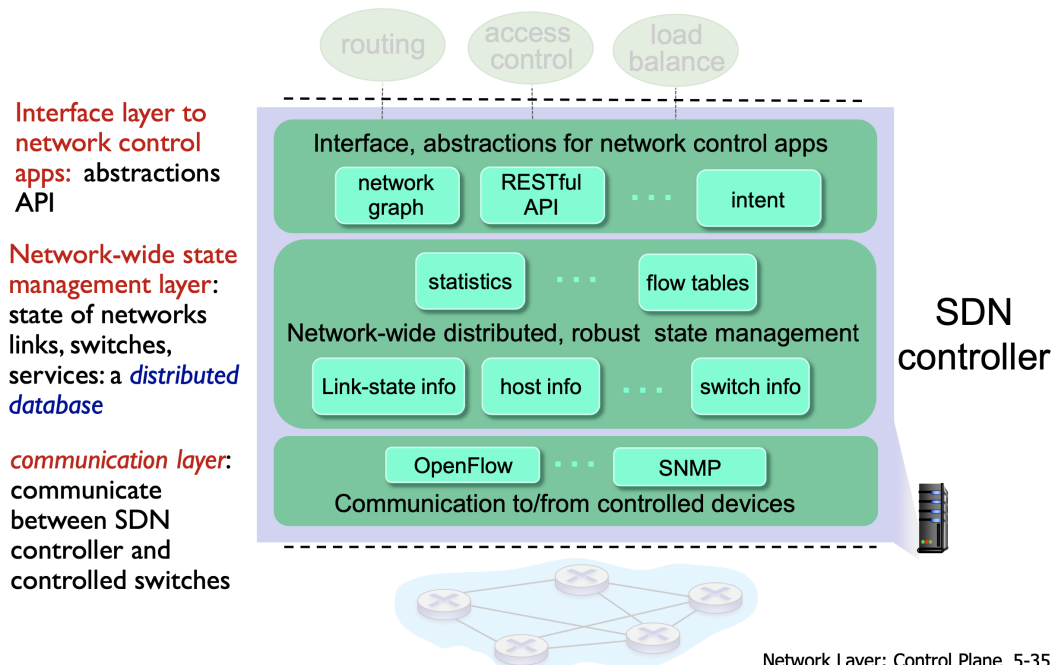 routing
access
control
load
balance
Interface layer to
network control
apps: abstractions
API
Interface, abstractions for network control apps
network
graph
RESTful
API
. . .
intent
Network-wide state
management layer:
state of networks
links, switches,
services: a distributed
database
statistics
. . .
flow tables
Network-wide distributed, robust state management
Link-state info
host info
. . .
switch info
SDN
controller
communication layer:
communicate
between SDN
controller and
controlled switches
OpenFlow
. . .
SNMP
Communication to/from controlled devices
Network Layer: Control Plane 5-35